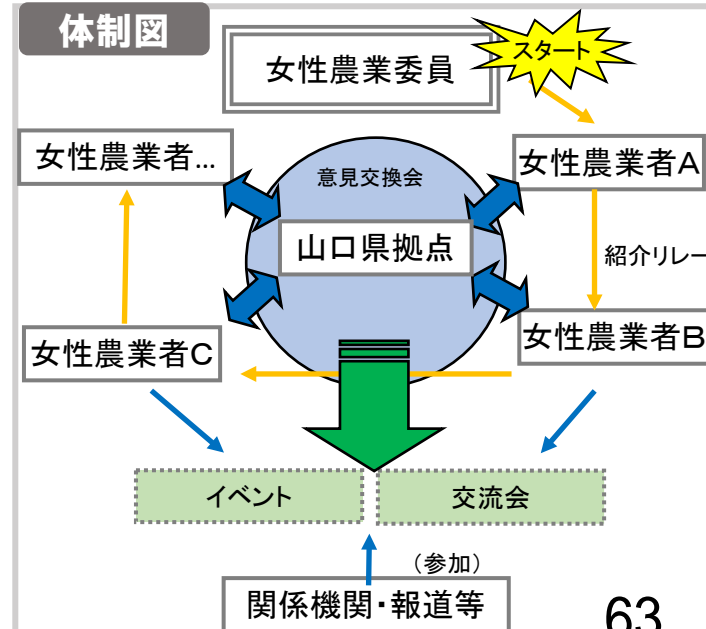 体制図
女性農業委員
スタート
女性農業者…
意見交換会
女性農業者A
山口県拠点
紹介リレー
女性農業者C
女性農業者B
イベント
交流会
（参加）
関係機関・報道等
63